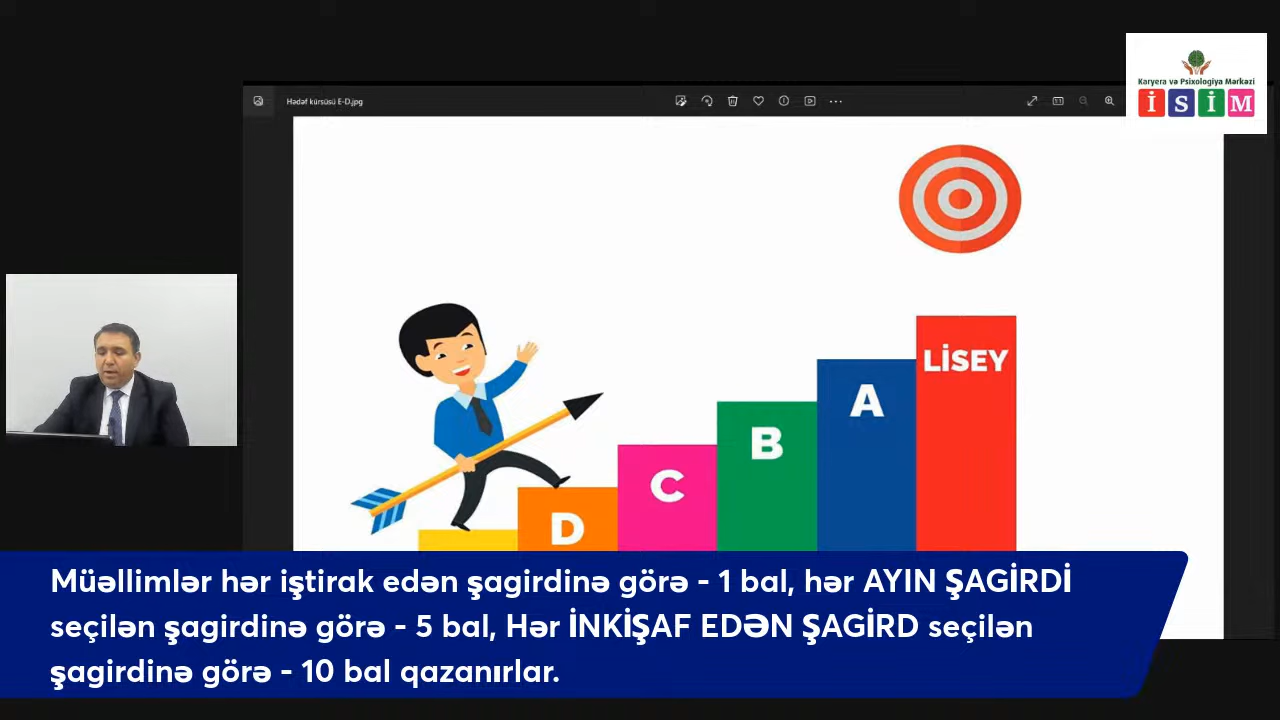 Karyera və Psixologiya Mərkəzi
İSİM
Hədəf kürsüsü E-D.jpg
LİSEY
A
B
C
D
Müəllimlər hər iştirak edən şagirdinə görə - 1 bal, hər AYIN ŞAGİRDİ
seçilən şagirdinə görə - 5 bal, Hər İNKİŞAF EDƏN ŞAGİRD seçilən
şagirdinə görə - 10 bal qazanırlar.